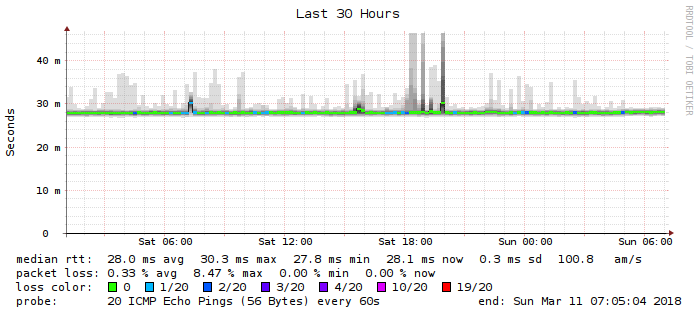 Last 30 Hours
RRDTOOL / TOBI OETIKER
Seconds
40 m
30 m
20 m
10 m
0
Sat 06:00 Sat 12:00 Sat 18:00 Sun 00:00 Sun 06:00
median rtt: 28.0 ms avg 30.3 ms max 27.8 ms min 28.1 ms now 0.3 ms sd 100.8 am/s
packet loss: 0.33 % avg 8.47 % max 0.00 % min 0.00 % now
loss color: 0 1/20 2/20 3/20 4/20 10/20 19/20
probe: 20 ICMP Echo Pings (56 Bytes) every 60s end: Sun Mar 11 07:05:04 2018